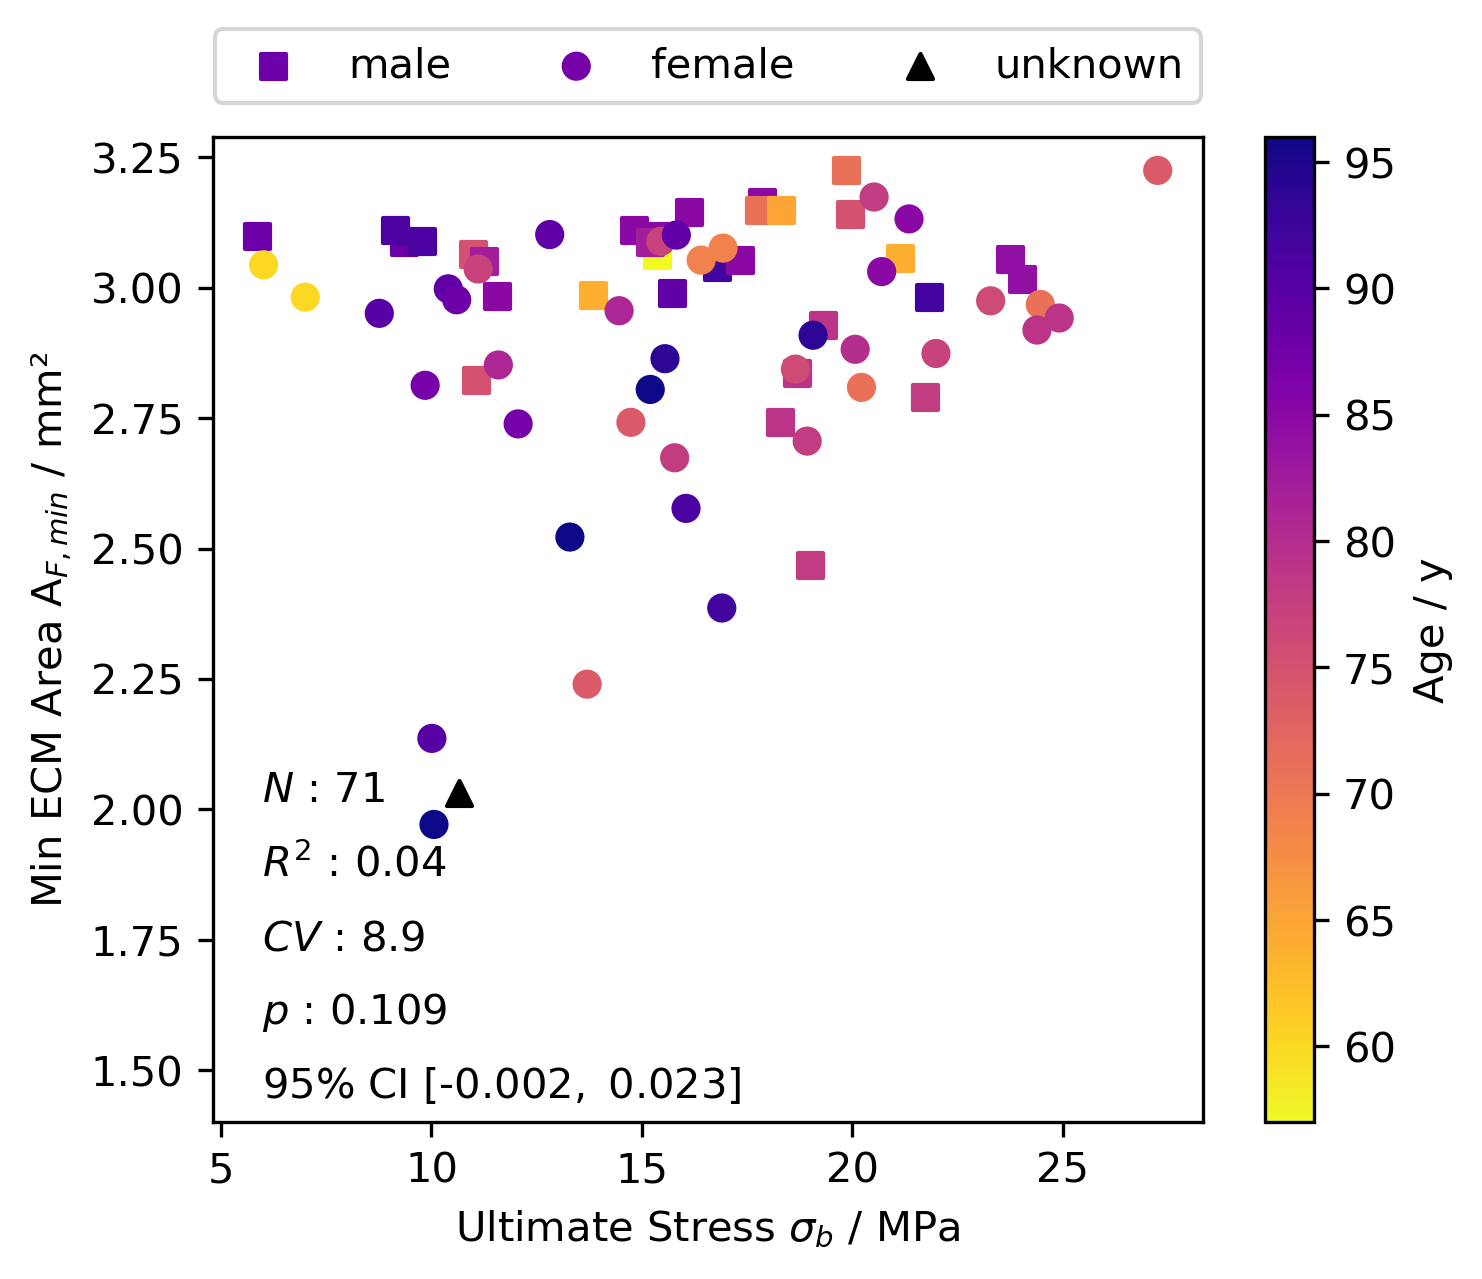 male female unknown
3.25
3.00
2.75
2.50
2.25
2.00
1.75
1.50
Min ECM Area A_{F, min} / mm²
N : 71
R² : 0.04
CV : 8.9
p : 0.109
95% CI [-0.002, 0.023]
5 10 15 20 25
Ultimate Stress σ_b / MPa
95
90
85
80
75
70
65
60
Age / y